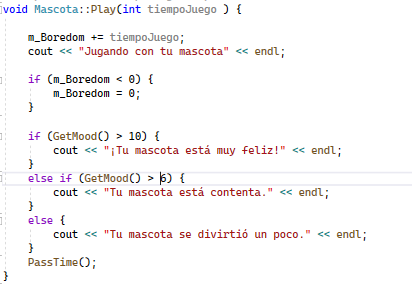 void Mascota::Play(int tiempoJuego ) {
m_Boredom += tiempoJuego;
cout << "Jugando con tu mascota" << endl;
if (m_Boredom < 0) {
m_Boredom = 0;
}
if (GetMood() > 10) {
cout << "¡Tu mascota está muy feliz!" << endl;
}
else if (GetMood() > 6) {
cout << "Tu mascota está contenta." << endl;
}
else {
cout << "Tu mascota se divirtió un poco." << endl;
}
PassTime();
}